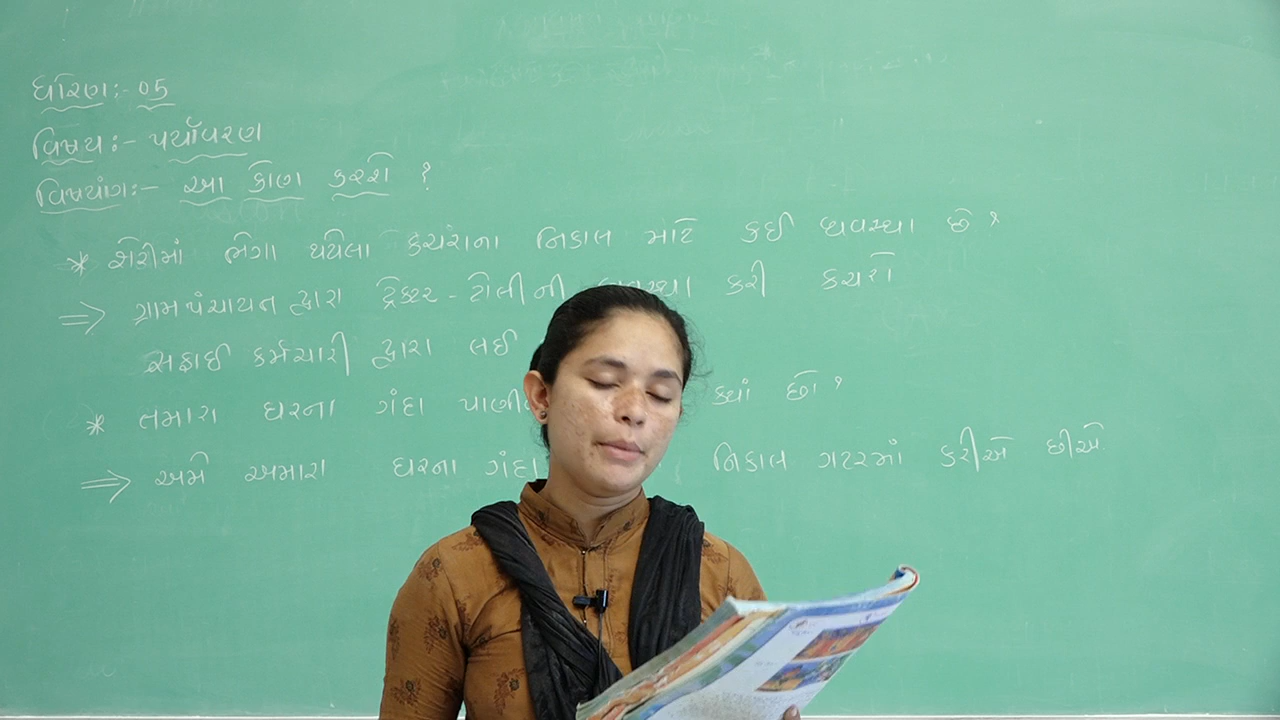 ધોરણ:- 05
વિષય:- પર્યાવરણ
વિષયાંગ:- આ કોણ કરશે ?
* શેરીમાં ભેગા થયેલા કચરાના નિકાલ માટે કઈ વ્યવસ્થા છે ?
⇒ ગ્રામ પંચાયત દ્વારા ટ્રેક્ટર - ટોલીની કરી કચરો
સફાઈ કર્મચારી દ્વારા લઈ
* તમારા ઘરના ગંદા ક્યાં છો ?
⇒ અમે અમારા ઘરના ગંદા નિકાલ ગટરમાં કરીએ છીએ